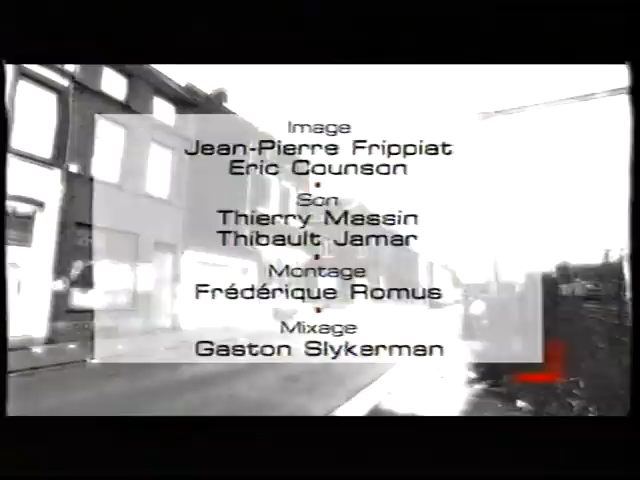 Image
Jean-Pierre Frippiat
Eric Counson
Son
Thierry Massin
Thibault Jamar
Montage
Frédérique Romus
Mixage
Gaston Slykerman